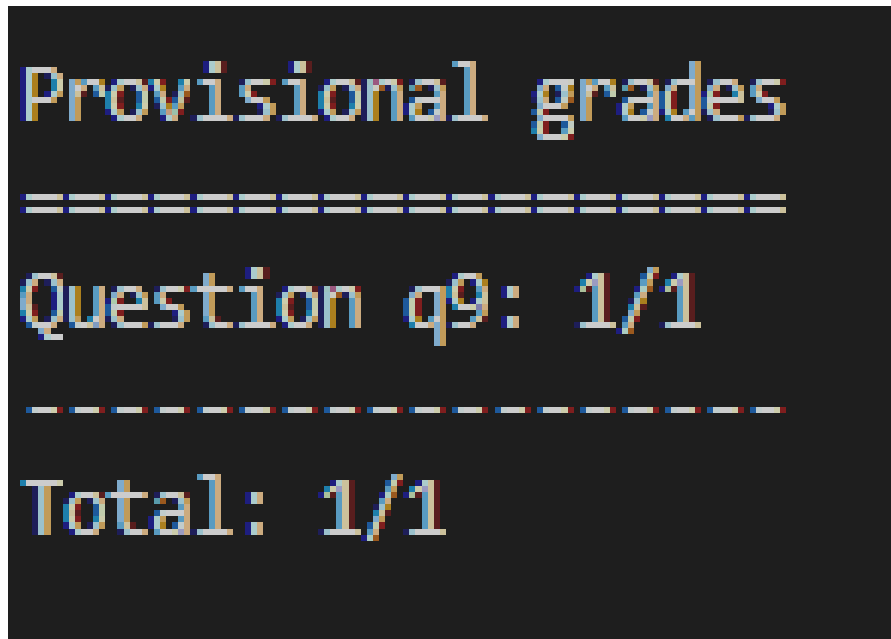 Provisional grades
==================
Question q9: 1/1
------------------
Total: 1/1